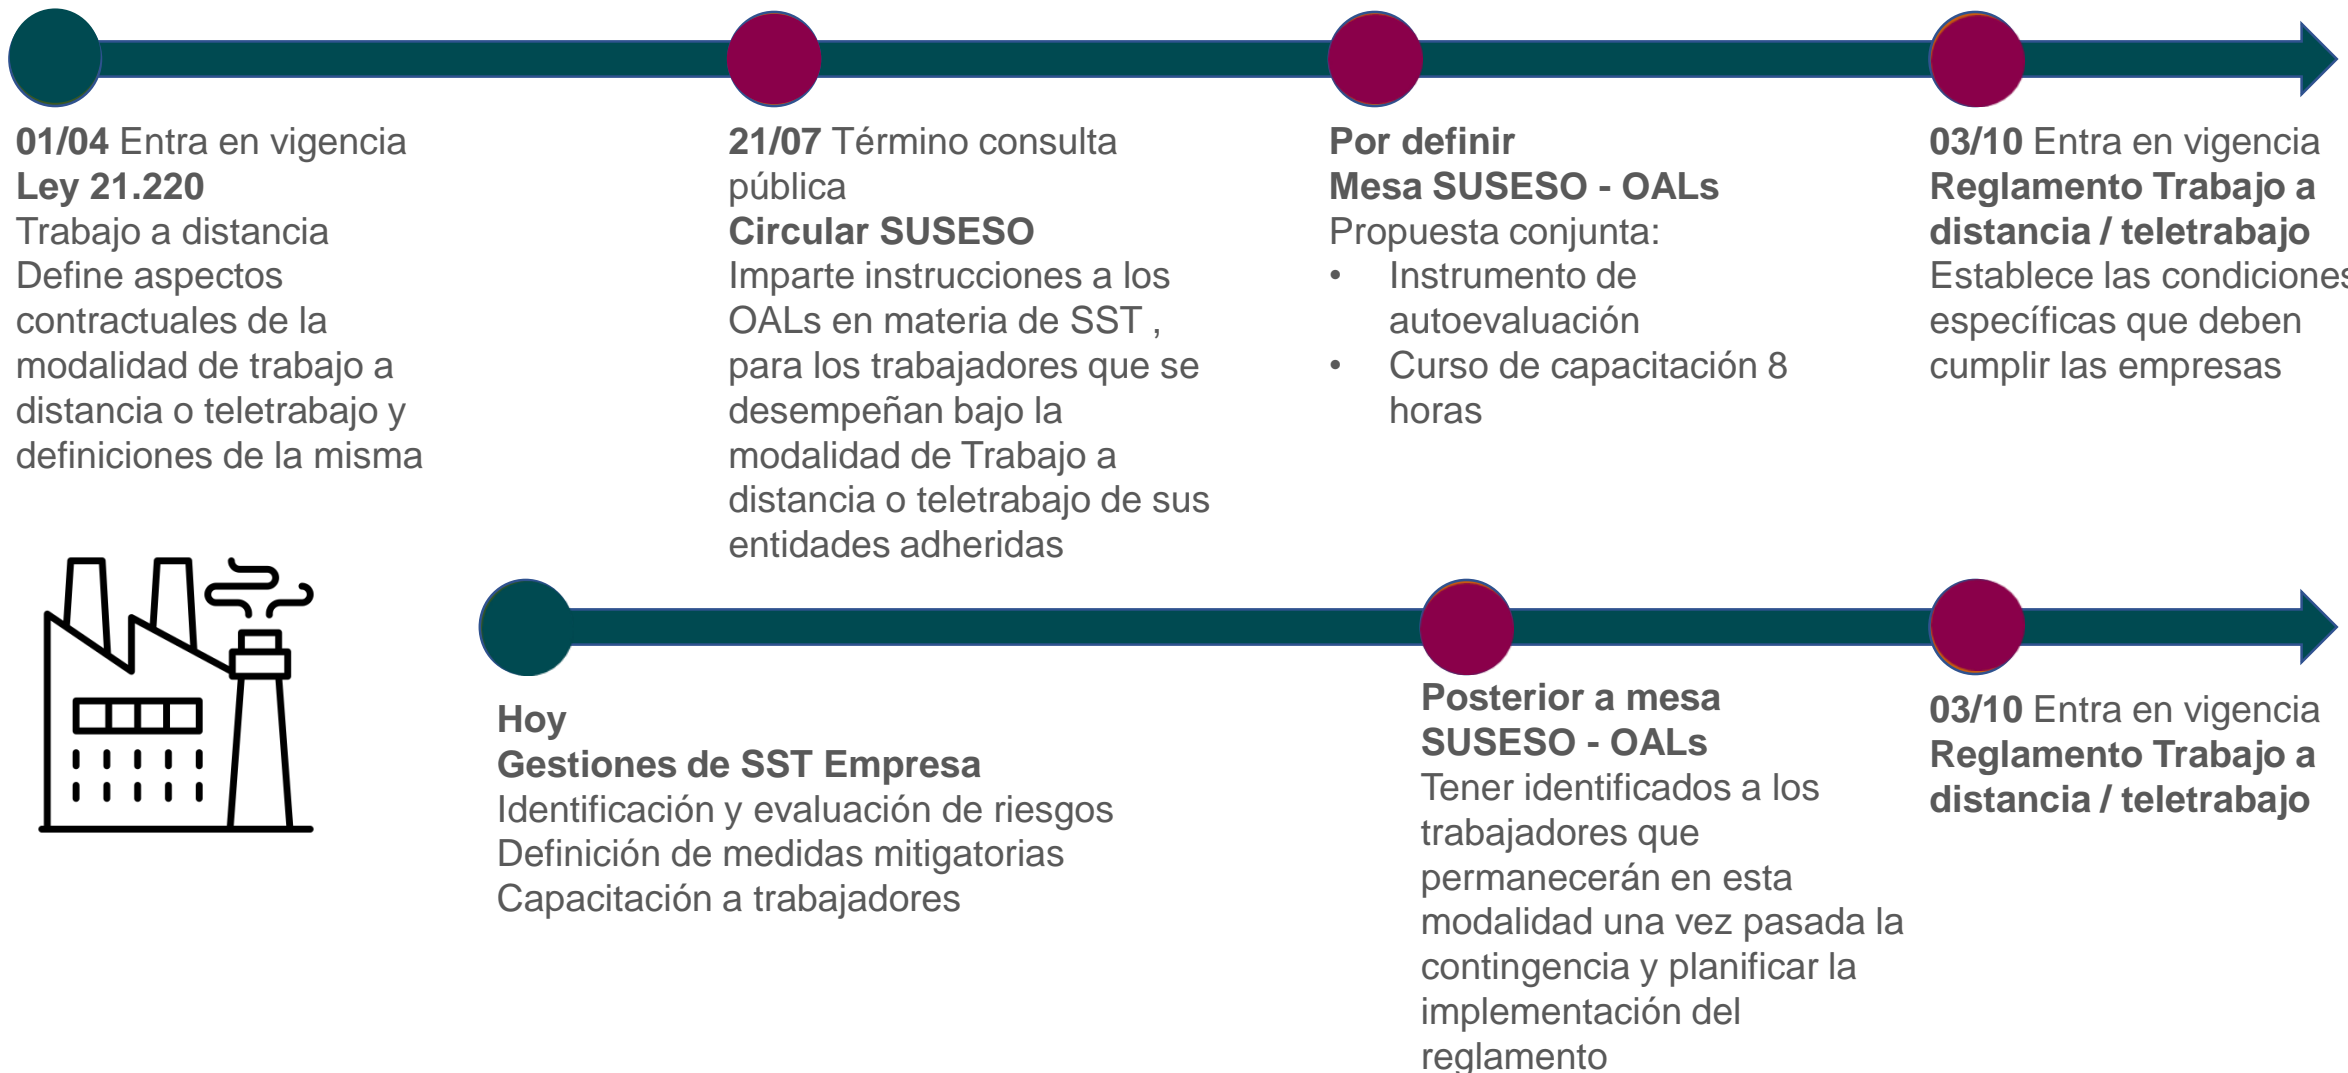 01/04 Entra en vigencia
Ley 21.220
Trabajo a distancia
Define aspectos
contractuales de la
modalidad de trabajo a
distancia o teletrabajo y
definiciones de la misma
21/07 Término consulta
pública
Circular SUSESO
Imparte instrucciones a los
OALs en materia de SST ,
para los trabajadores que se
desempeñan bajo la
modalidad de Trabajo a
distancia o teletrabajo de sus
entidades adheridas
Por definir
Mesa SUSESO - OALs
Propuesta conjunta:
• Instrumento de
autoevaluación
• Curso de capacitación 8
horas
03/10 Entra en vigencia
Reglamento Trabajo a
distancia / teletrabajo
Establece las condiciones
específicas que deben
cumplir las empresas
Hoy
Gestiones de SST Empresa
Identificación y evaluación de riesgos
Definición de medidas mitigatorias
Capacitación a trabajadores
Posterior a mesa
SUSESO - OALs
Tener identificados a los
trabajadores que
permanecerán en esta
modalidad una vez pasada la
contingencia y planificar la
implementación del
reglamento
03/10 Entra en vigencia
Reglamento Trabajo a
distancia / teletrabajo